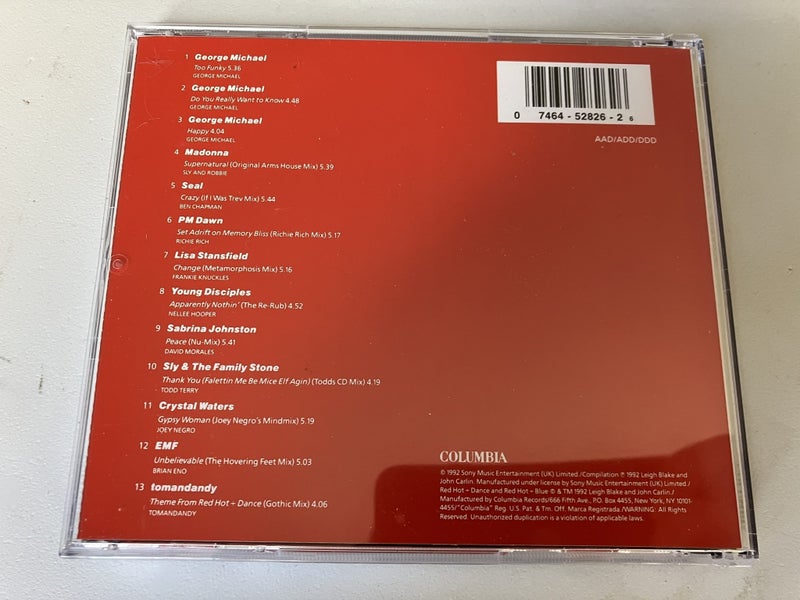 1 George Michael
Too Funky 5.36
GEORGE MICHAEL
2 George Michael
Do You Really Want to Know 4.48
GEORGE MICHAEL
3 George Michael
Happy 4.04
GEORGE MICHAEL
4 Madonna
Supernatural (Original Arms House Mix) 5.39
SLY AND ROBBIE
5 Seal
Crazy (If I Was Trev Mix) 5.44
BEN CHAPMAN
6 PM Dawn
Set Adrift on Memory Bliss (Richie Rich Mix) 5.17
RICHIE RICH
7 Lisa Stansfield
Change (Metamorphosis Mix) 5.16
FRANKIE KNUCKLES
8 Young Disciples
Apparently Nothin' (The Re-Rub) 4.52
NELLEE HOOPER
9 Sabrina Johnston
Peace (Nu-Mix) 5.41
DAVID MORALES
10 Sly & The Family Stone
Thank You (Falettin Me Be Mice Elf Agin) (Todds CD Mix) 4.19
TODD TERRY
11 Crystal Waters
Gypsy Woman (Joey Negro's Mindmix) 5.19
JOEY NEGRO
12 EMF
Unbelievable (The Hovering Feet Mix) 5.03
BRIAN ENO
13 tomandandy
Theme From Red Hot + Dance (Gothic Mix) 4.06
TOMANDANDY
0 7464-52826-2 6
AAD/ADD/DDD
COLUMBIA
© 1992 Sony Music Entertainment (UK) Limited./Compilation ℗ 1992 Leigh Blake and
John Carlin. Manufactured under license by Sony Music Entertainment (UK) Limited./
Red Hot + Dance and Red Hot + Blue © & TM 1992 Leigh Blake and John Carlin./
Manufactured by Columbia Records/666 Fifth Ave., P.O. Box 4455, New York, NY 10101-
4455/"Columbia" Reg. U.S. Pat. & Tm. Off. Marca Registrada./WARNING: All Rights
Reserved. Unauthorized duplication is a violation of applicable laws.